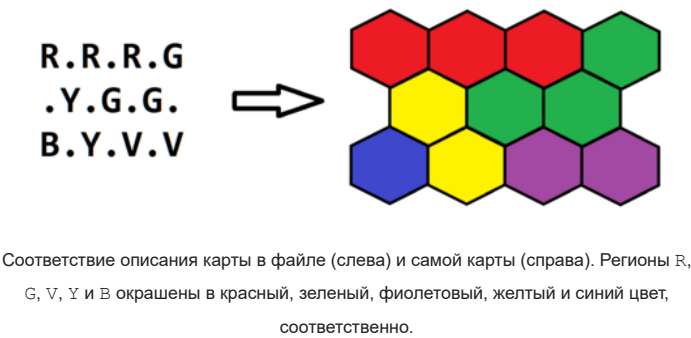 R.R.R.G
.Y.G.G.
B.Y.V.V
Соответствие описания карты в файле (слева) и самой карты (справа). Регионы R,
G, V, Y и B окрашены в красный, зеленый, фиолетовый, желтый и синий цвет,
соответственно.